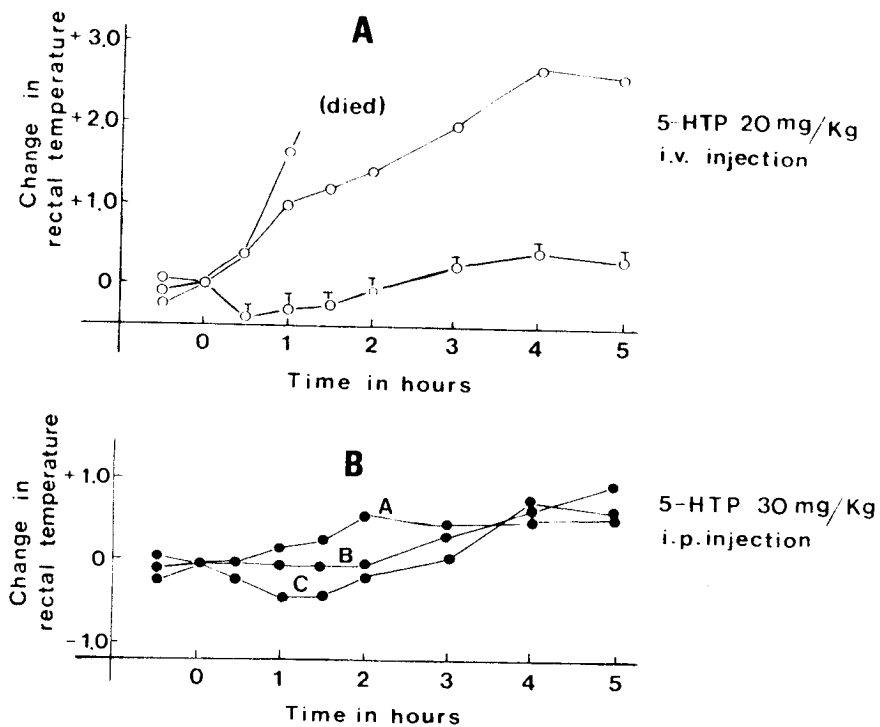 A
Change in
rectal temperature
+ 3.0
+2.0
+1.0
0
(died)
5-HTP 20 mg/Kg
i.v. injection
0 1 2 3 4 5
Time in hours
B
Change in
rectal temperature
+ 1.0
0
- 1.0
A
B
C
5-HTP 30 mg/Kg
i.p. injection
0 1 2 3 4 5
Time in hours